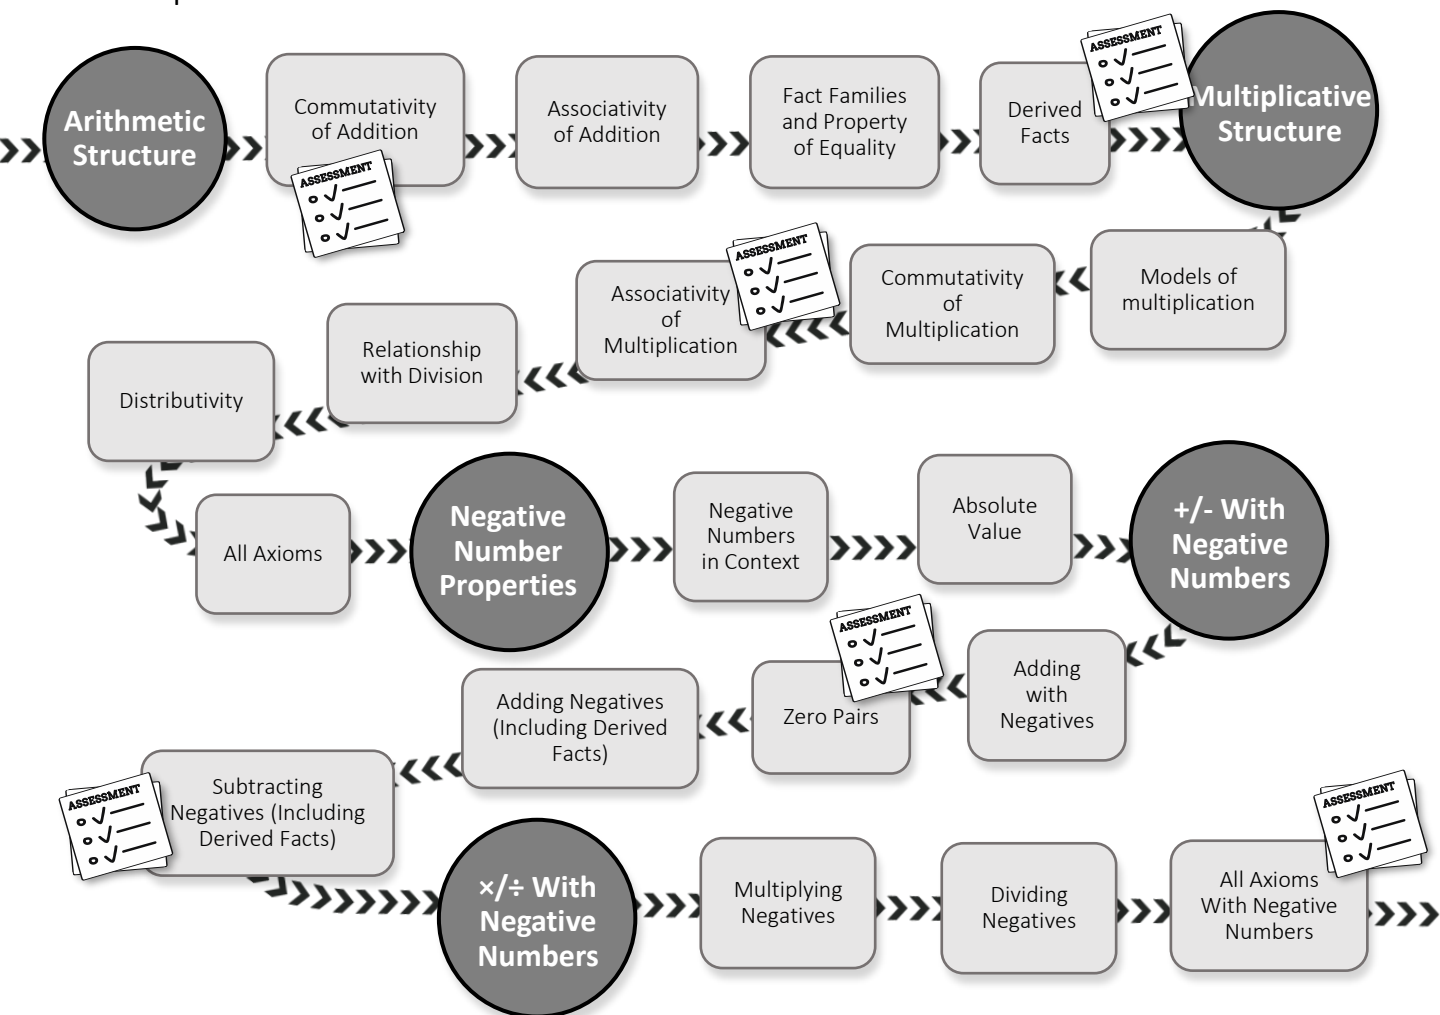 Arithmetic
Structure
Commutativity
of Addition
ASSESSMENT
Associativity
of Addition
Fact Families
and Property
of Equality
Derived
Facts
ASSESSMENT
Multiplicative
Structure
Models of
multiplication
Commutativity
of
Multiplication
ASSESSMENT
Associativity
of
Multiplication
Relationship
with Division
Distributivity
All Axioms
Negative
Number
Properties
Negative
Numbers
in Context
Absolute
Value
+/- With
Negative
Numbers
Adding
with
Negatives
ASSESSMENT
Zero Pairs
Adding Negatives
(Including Derived
Facts)
Subtracting
Negatives (Including
Derived Facts)
ASSESSMENT
×/÷ With
Negative
Numbers
Multiplying
Negatives
Dividing
Negatives
All Axioms
With Negative
Numbers
ASSESSMENT